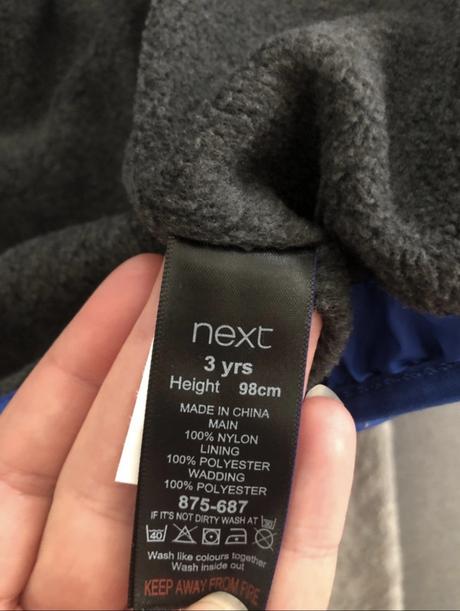 next
3 yrs
Height 98cm
MADE IN CHINA
MAIN
100% NYLON
LINING
100% POLYESTER
WADDING
100% POLYESTER
875-687
IF IT'S NOT DIRTY WASH AT 30
40
Wash like colours together
Wash inside out
KEEP AWAY FROM FIRE